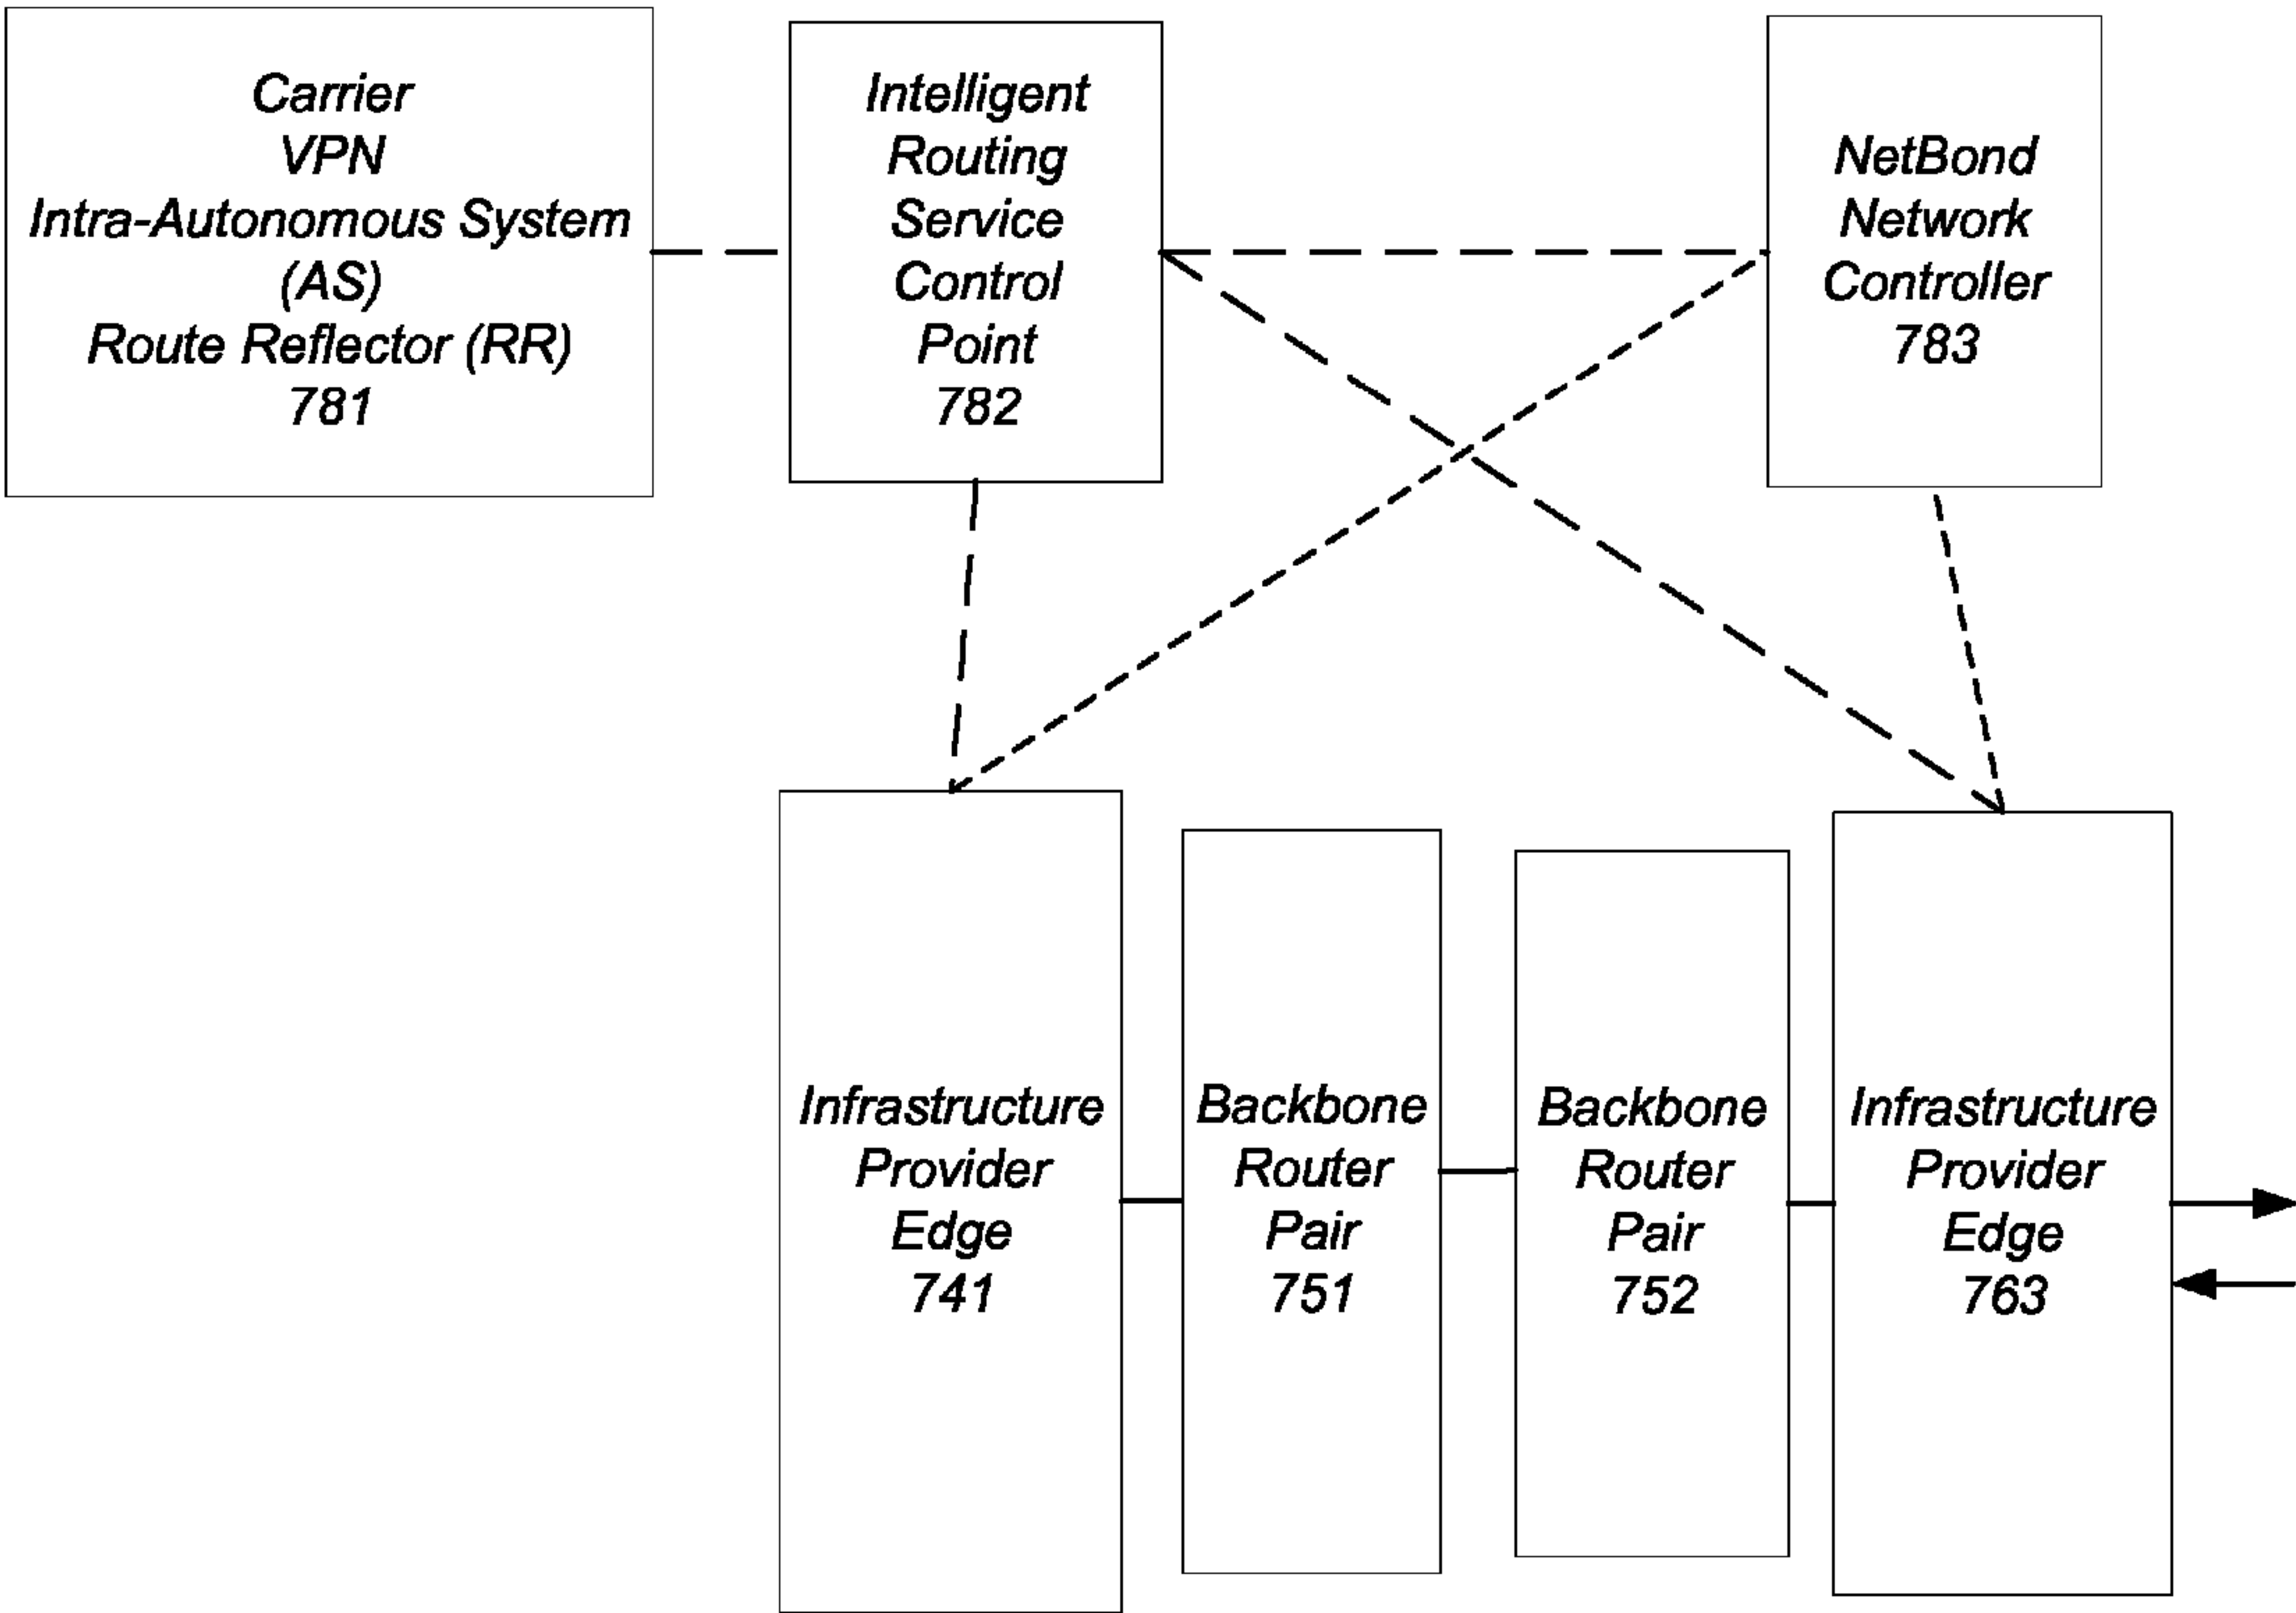 Carrier
VPN
Intra-Autonomous System
(AS)
Route Reflector (RR)
781
Intelligent
Routing
Service
Control
Point
782
NetBond
Network
Controller
783
Infrastructure
Provider
Edge
741
Backbone
Router
Pair
751
Backbone
Router
Pair
752
Infrastructure
Provider
Edge
763